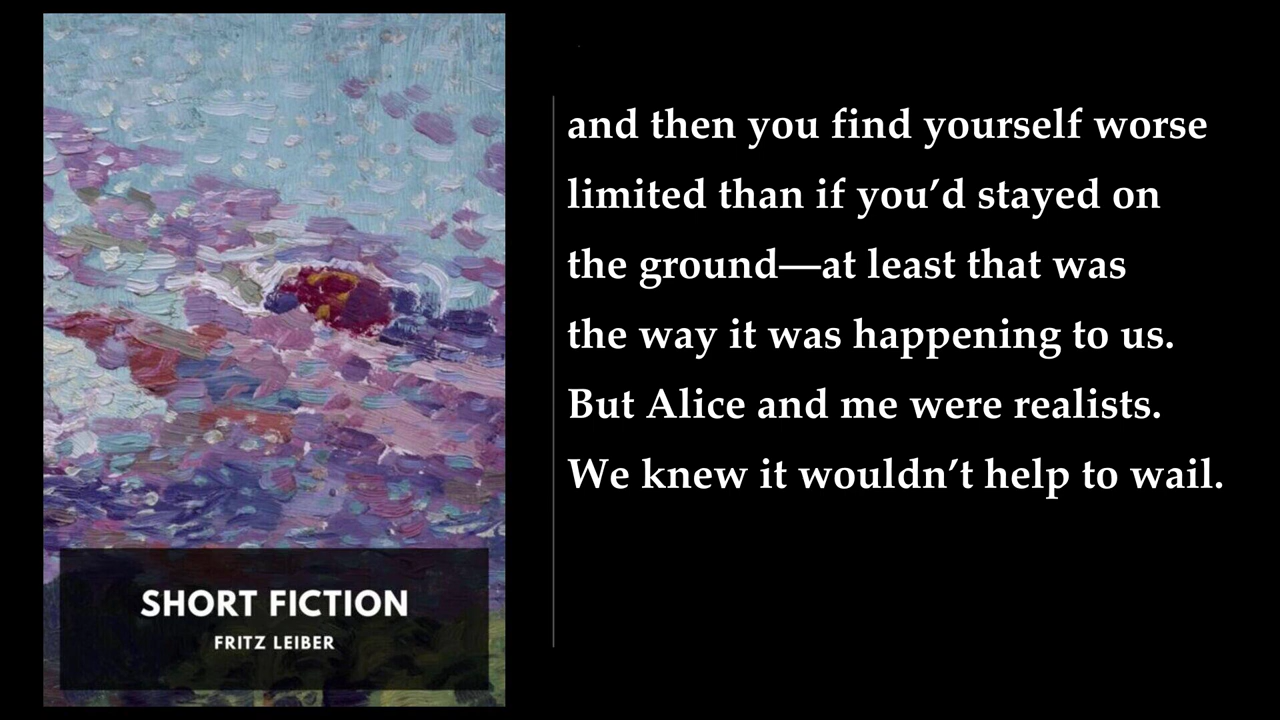 SHORT FICTION
FRITZ LEIBER
and then you find yourself worse
limited than if you’d stayed on
the ground—at least that was
the way it was happening to us.
But Alice and me were realists.
We knew it wouldn’t help to wail.